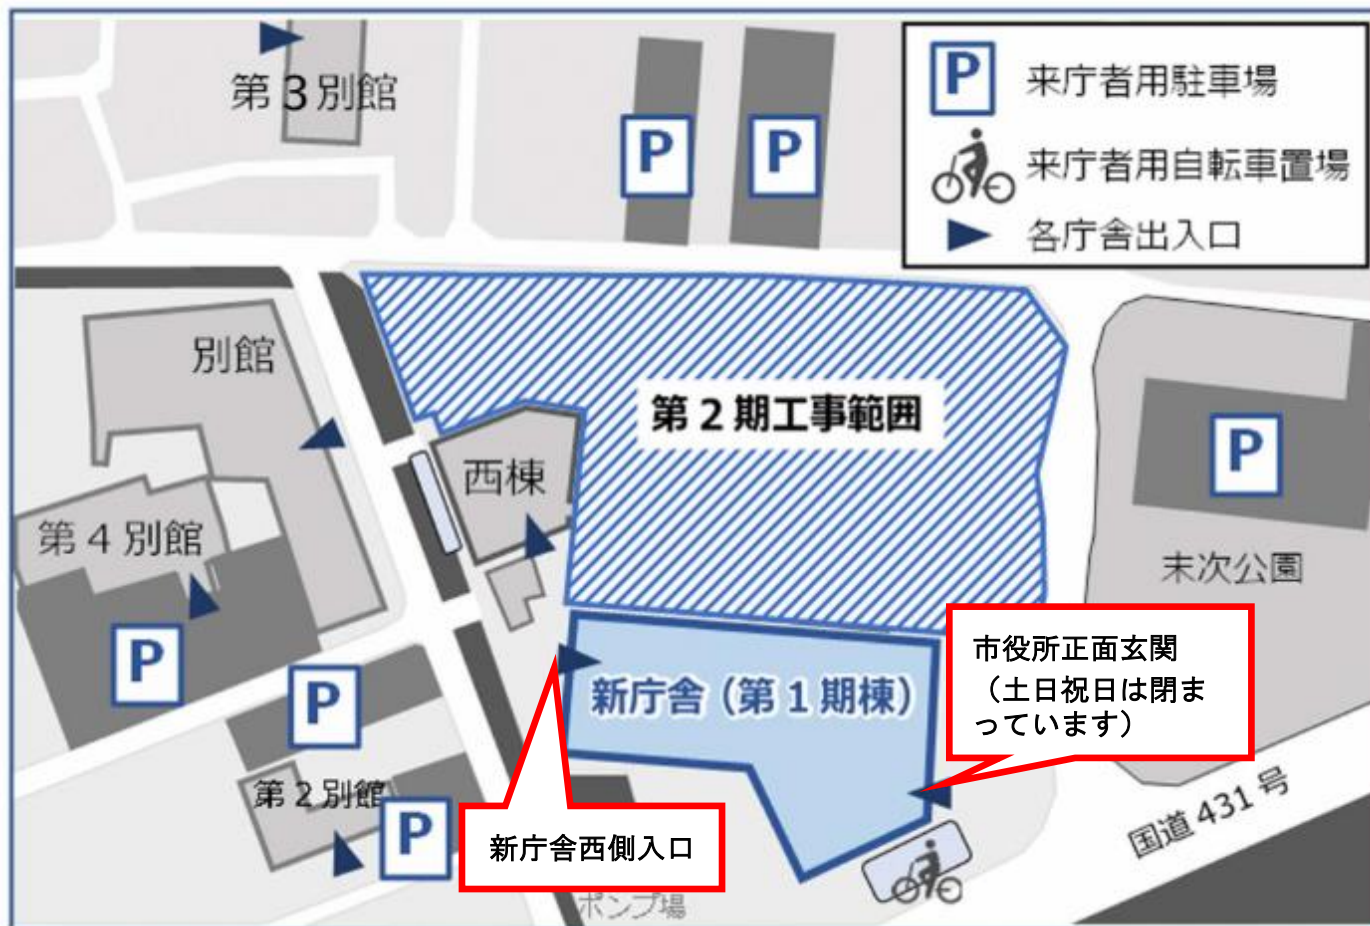 第3別館
P
P
P
来庁者用駐車場
来庁者用自転車置場
各庁舎出入口
別館
第2期工事範囲
西棟
P
第4別館
末次公園
P
新庁舎（第1期棟）
市役所正面玄関
（土日祝日は閉ま
っています）
P
第2別館
P
新庁舎西側入口
国道431号
ポンプ場